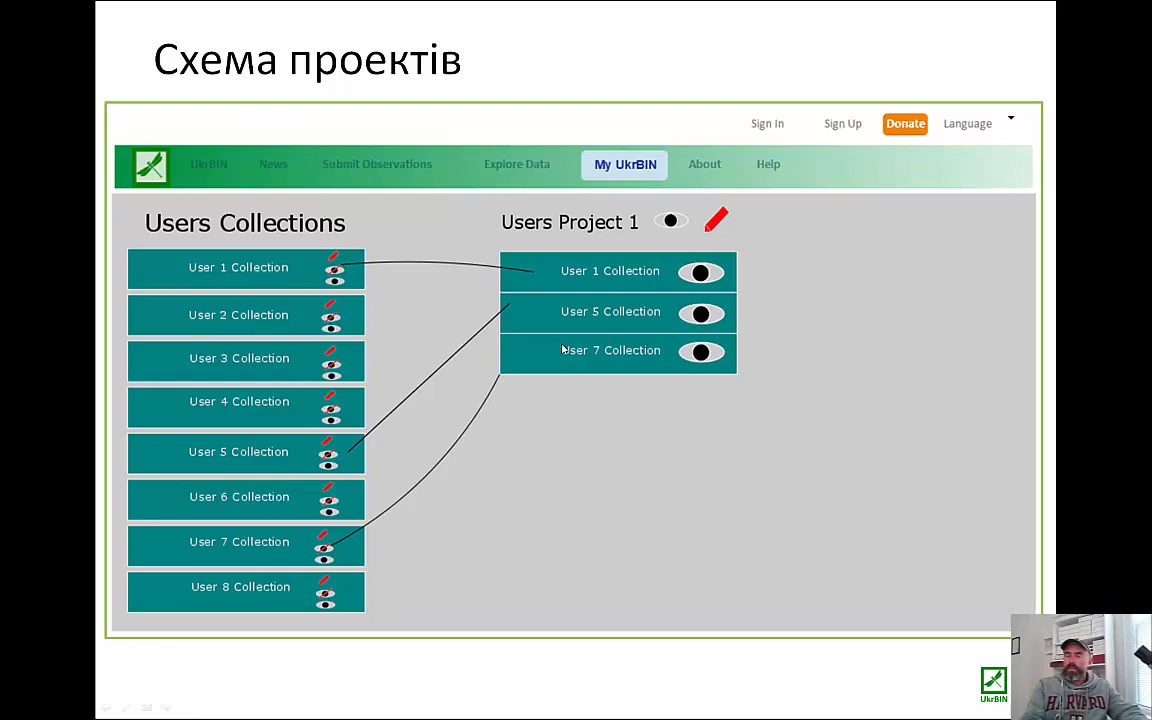 Схема проектів
Sign In Sign Up Donate Language
UkrBIN News Submit Observations Explore Data My UkrBIN About Help
Users Collections
User 1 Collection
User 2 Collection
User 3 Collection
User 4 Collection
User 5 Collection
User 6 Collection
User 7 Collection
User 8 Collection
Users Project 1
User 1 Collection
User 5 Collection
User 7 Collection
UkrBIN
HARVARD